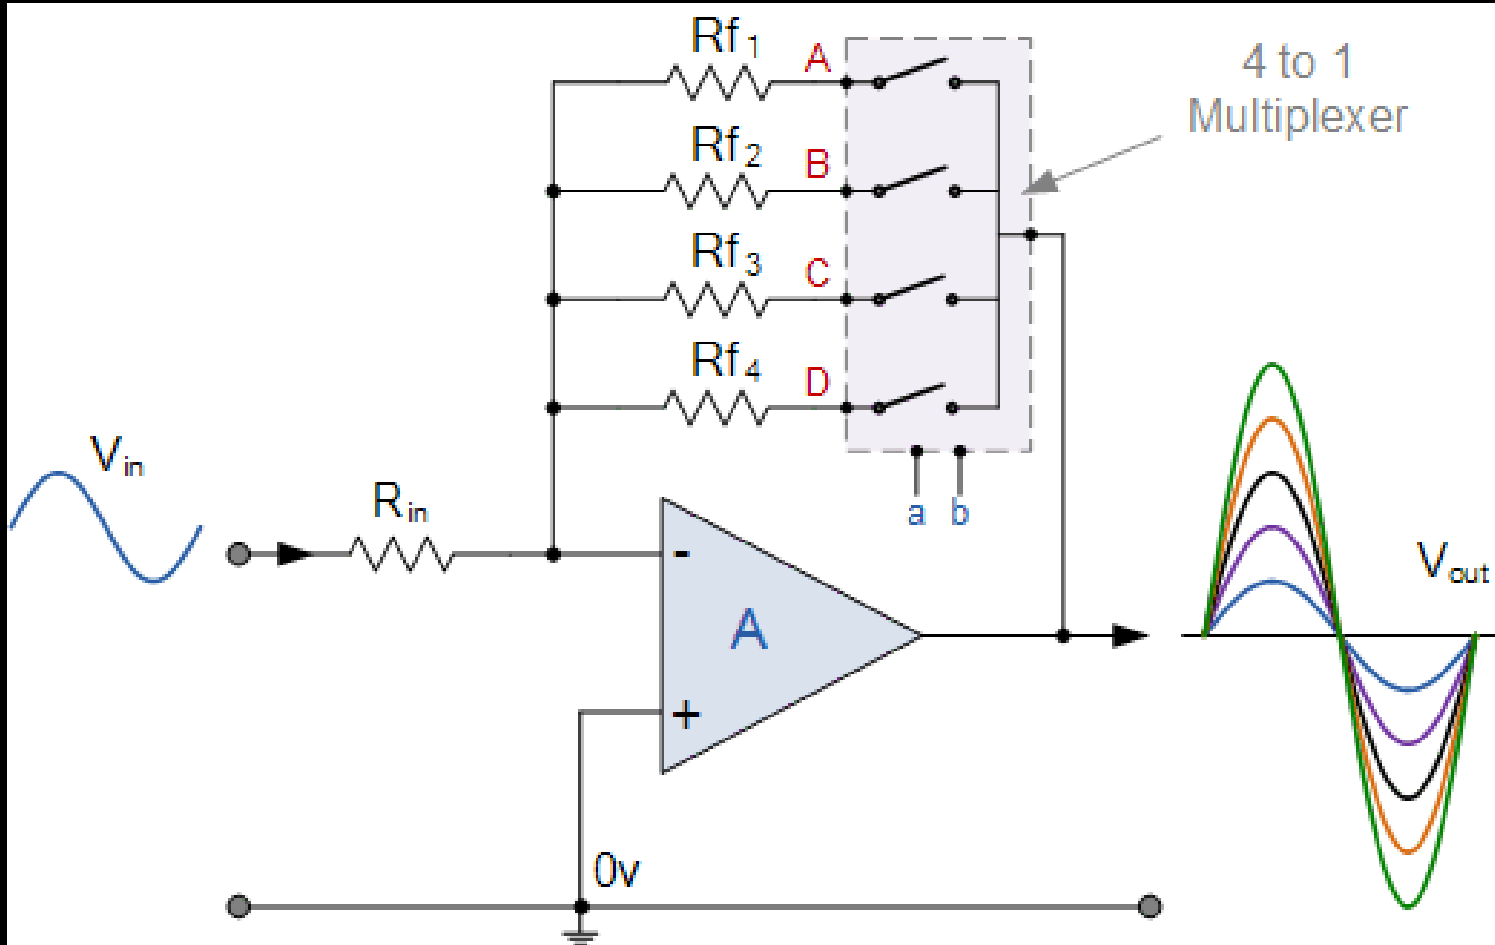 Rf1
A
4 to 1
Multiplexer
Rf2
B
Rf3
C
Rf4
D
Vin
Rin
a b
-
A
Vout
+
0v